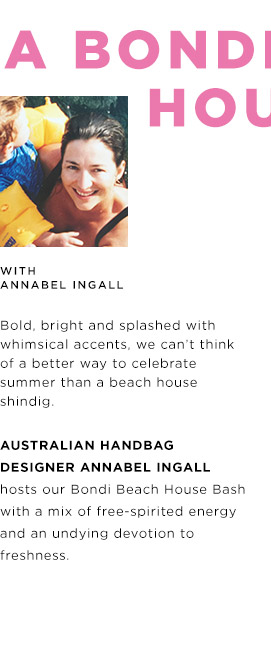 A BONDI
HOU
WITH
ANNABEL INGALL
Bold, bright and splashed with
whimsical accents, we can't think
of a better way to celebrate
summer than a beach house
shindig.
AUSTRALIAN HANDBAG
DESIGNER ANNABEL INGALL
hosts our Bondi Beach House Bash
with a mix of free-spirited energy
and an undying devotion to
freshness.